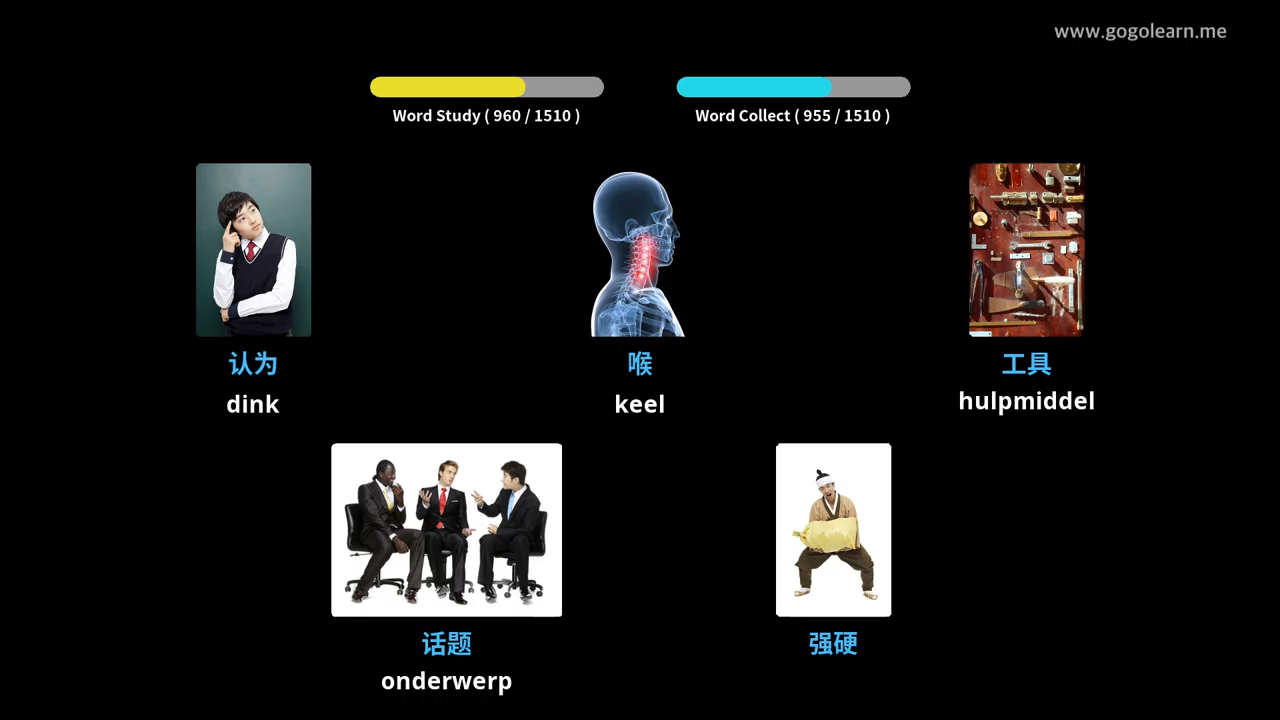 www.gogolearn.me
Word Study ( 960 / 1510 )
Word Collect ( 955 / 1510 )
认为
喉
工具
dink
keel
hulpmiddel
话题
强硬
onderwerp